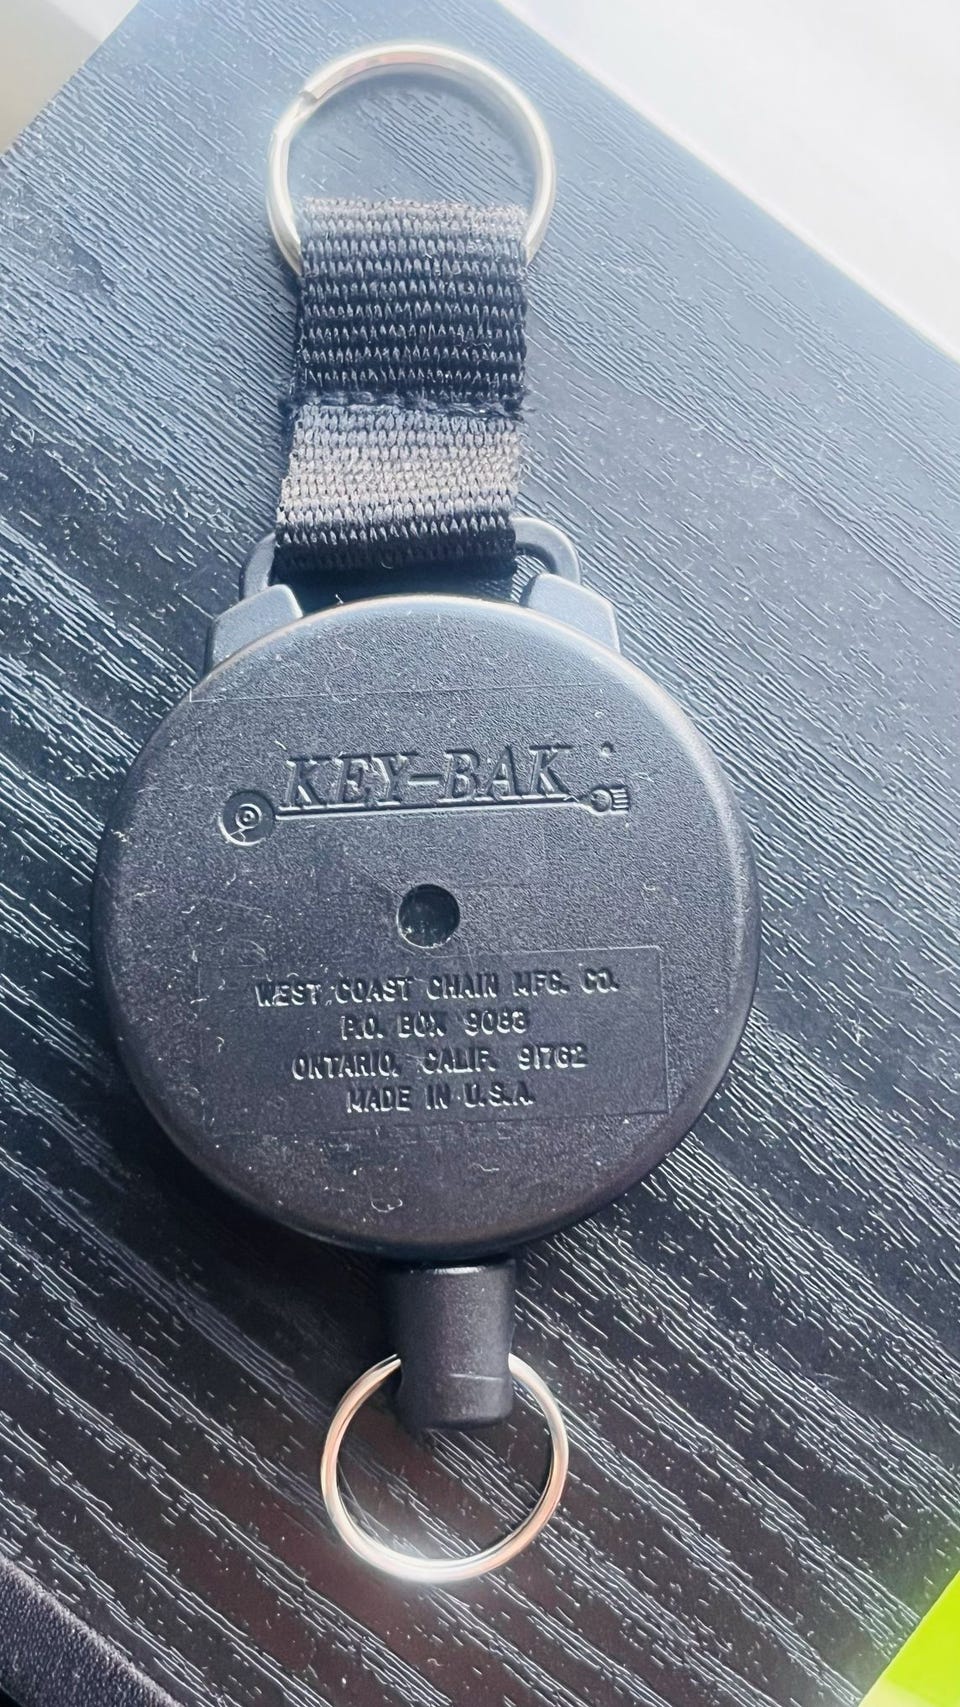 KEY-BAK
WEST COAST CHAIN MFG. CO.
P.O. BOX 9083
ONTARIO, CALIF. 91762
MADE IN U.S.A.